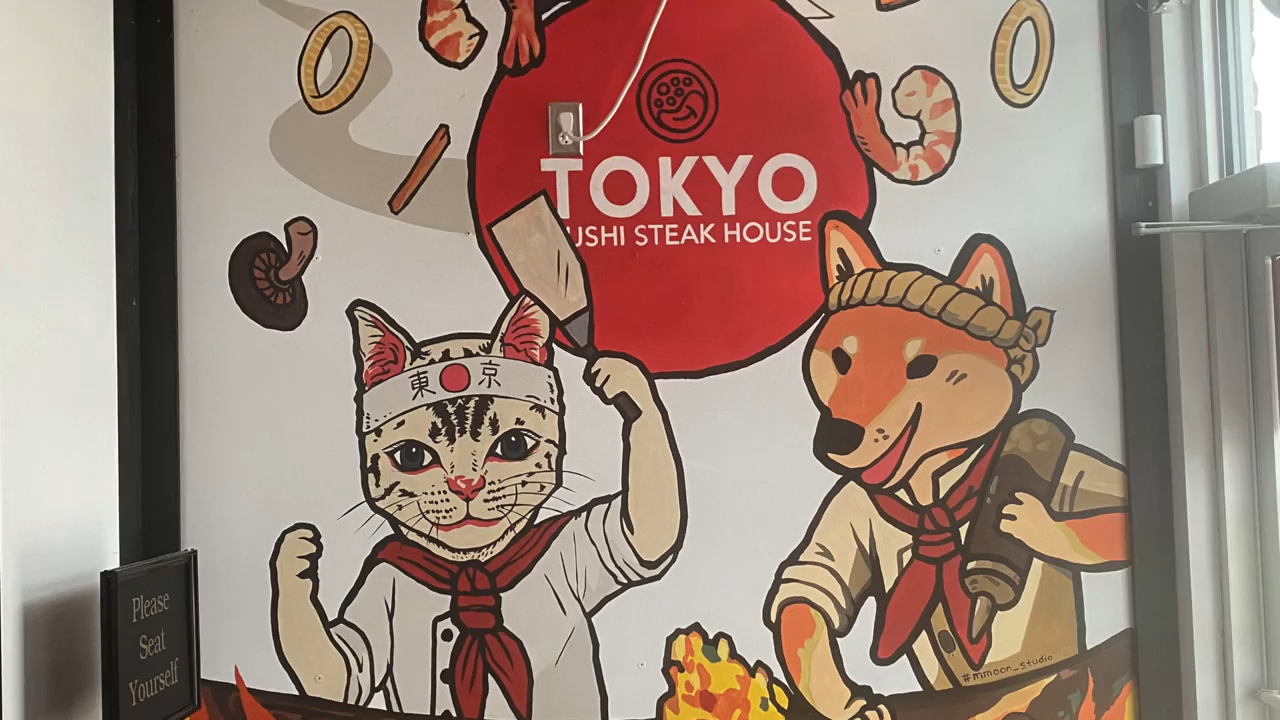 TOKYO
USHI STEAK HOUSE
東 京
Please
Seat
Yourself
#mmoon_studio